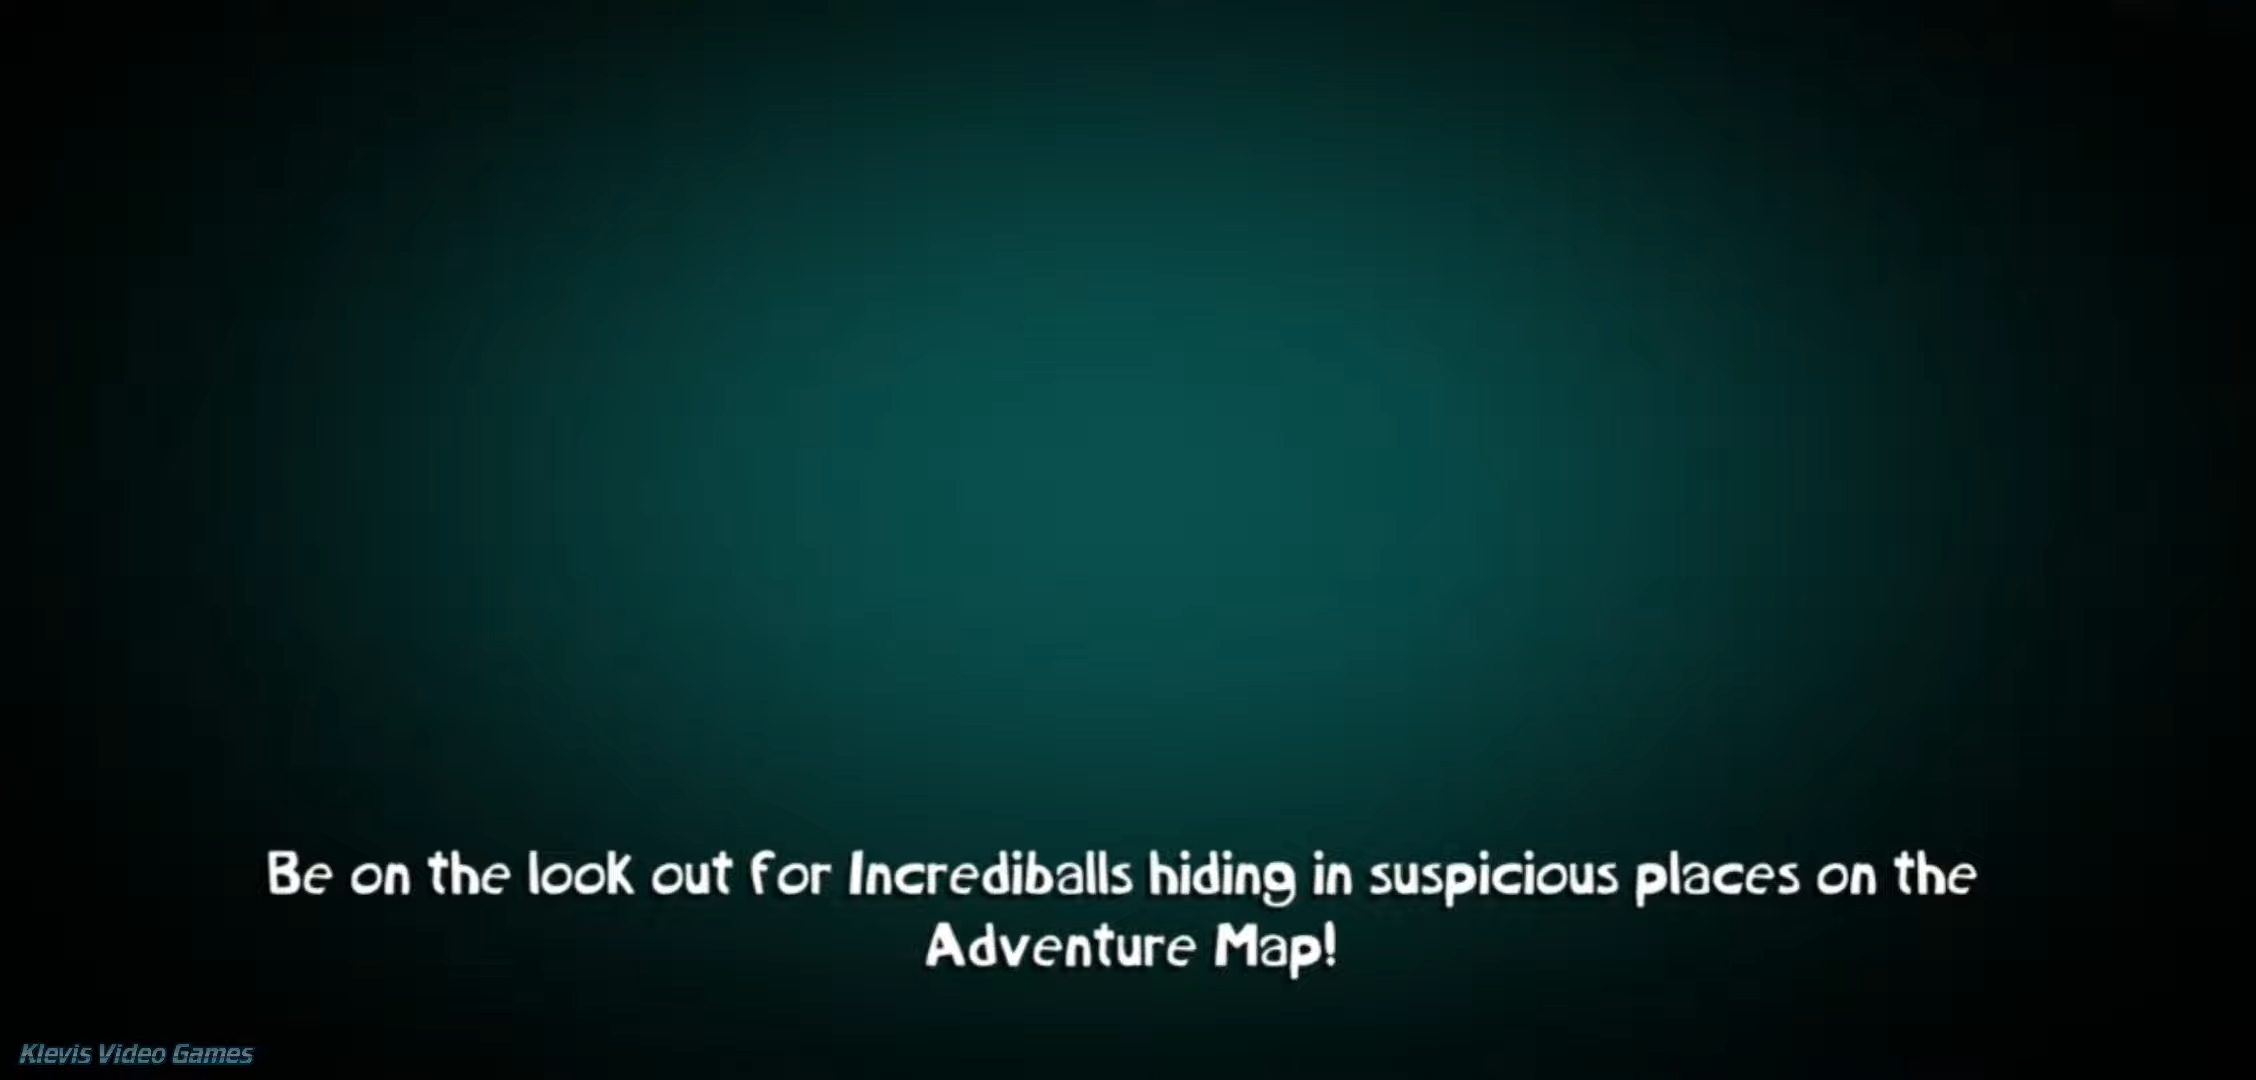 Be on the look out for Incrediballs hiding in suspicious places on the
Adventure Map!
Klevis Video Games